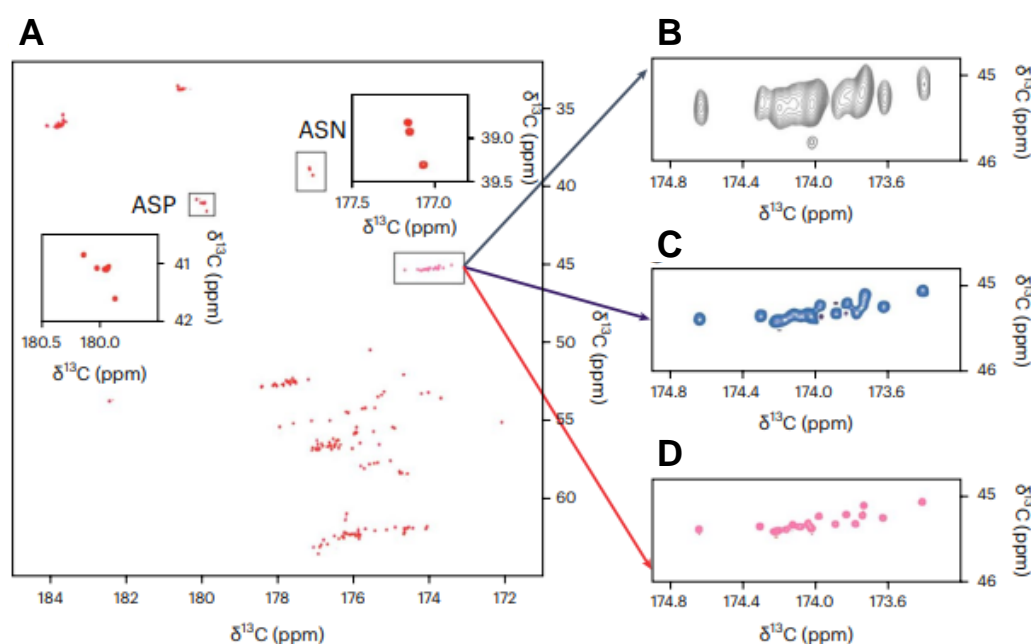 A
ASN
39.0
39.5
177.5 177.0
δ¹³C (ppm)
δ¹³C (ppm)
ASP
41
42
180.5 180.0
δ¹³C (ppm)
δ¹³C (ppm)
35
40
45
50
55
60
δ¹³C (ppm)
184 182 180 178 176 174 172
δ¹³C (ppm)
B
45
46
δ¹³C (ppm)
174.8 174.4 174.0 173.6
δ¹³C (ppm)
C
45
46
δ¹³C (ppm)
174.8 174.4 174.0 173.6
δ¹³C (ppm)
D
45
46
δ¹³C (ppm)
174.8 174.4 174.0 173.6
δ¹³C (ppm)